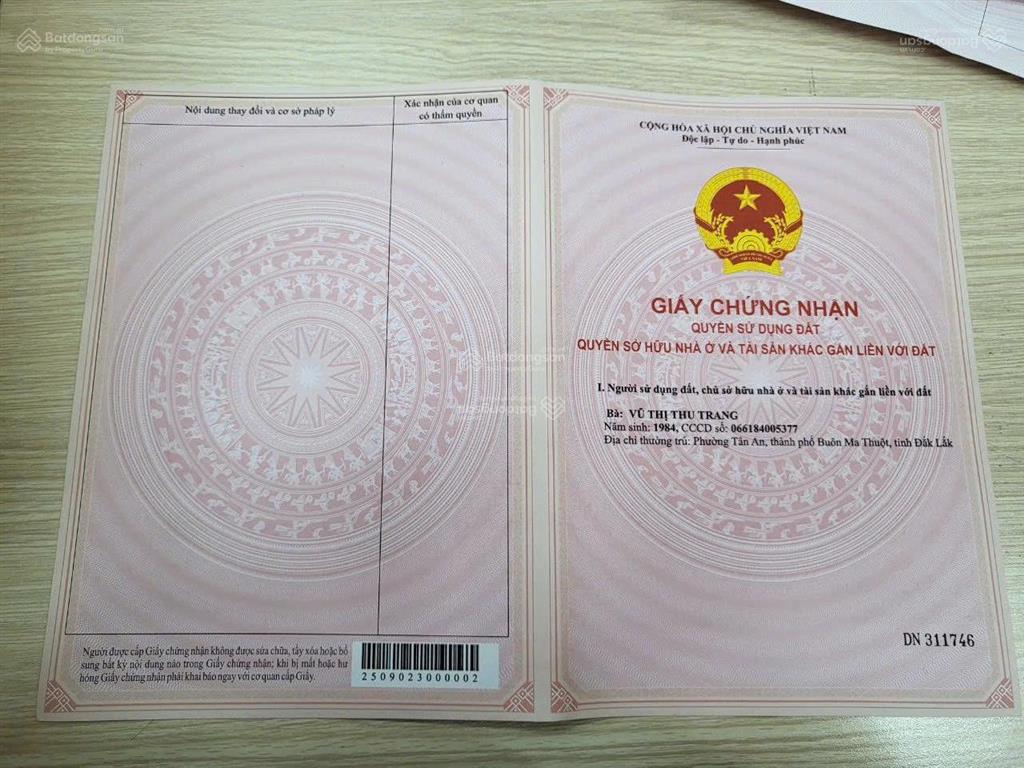 Batdongsan
by PropertyGuru
Batdongsan
Nội dung thay đổi và cơ sở pháp lý
Xác nhận của cơ quan
có thẩm quyền
Người được cấp Giấy chứng nhận không được sửa chữa, tẩy xóa hoặc bổ
sung bất kỳ nội dung nào trong Giấy chứng nhận; khi bị mất hoặc hư
hỏng Giấy chứng nhận phải khai báo ngay với cơ quan cấp Giấy.
2509023000002
CỘNG HÒA XÃ HỘI CHỦ NGHĨA VIỆT NAM
Độc lập - Tự do - Hạnh phúc
GIẤY CHỨNG NHẬN
QUYỀN SỬ DỤNG ĐẤT
QUYỀN SỞ HỮU NHÀ Ở VÀ TÀI SẢN KHÁC GẮN LIỀN VỚI ĐẤT
I. Người sử dụng đất, chủ sở hữu nhà ở và tài sản khác gắn liền với đất
Bà: VŨ THỊ THU TRANG
Năm sinh: 1984, CCCD số: 066184005377
Địa chỉ thường trú: Phường Tân An, thành phố Buôn Ma Thuột, tỉnh Đắk Lắk
DN 311746
Batdongsan
Batdongsan